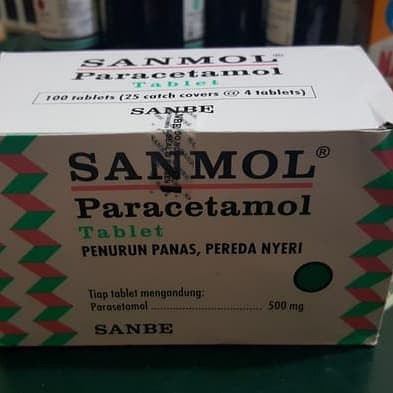 SANMOL®
Paracetamol
Tablet
100 tablets (25 catch covers @ 4 tablets)
SANBE
SANMOL®
Paracetamol
Tablet
PENURUN PANAS, PEREDA NYERI
Tiap tablet mengandung:
Parasetamol .................................... 500 mg
SANBE